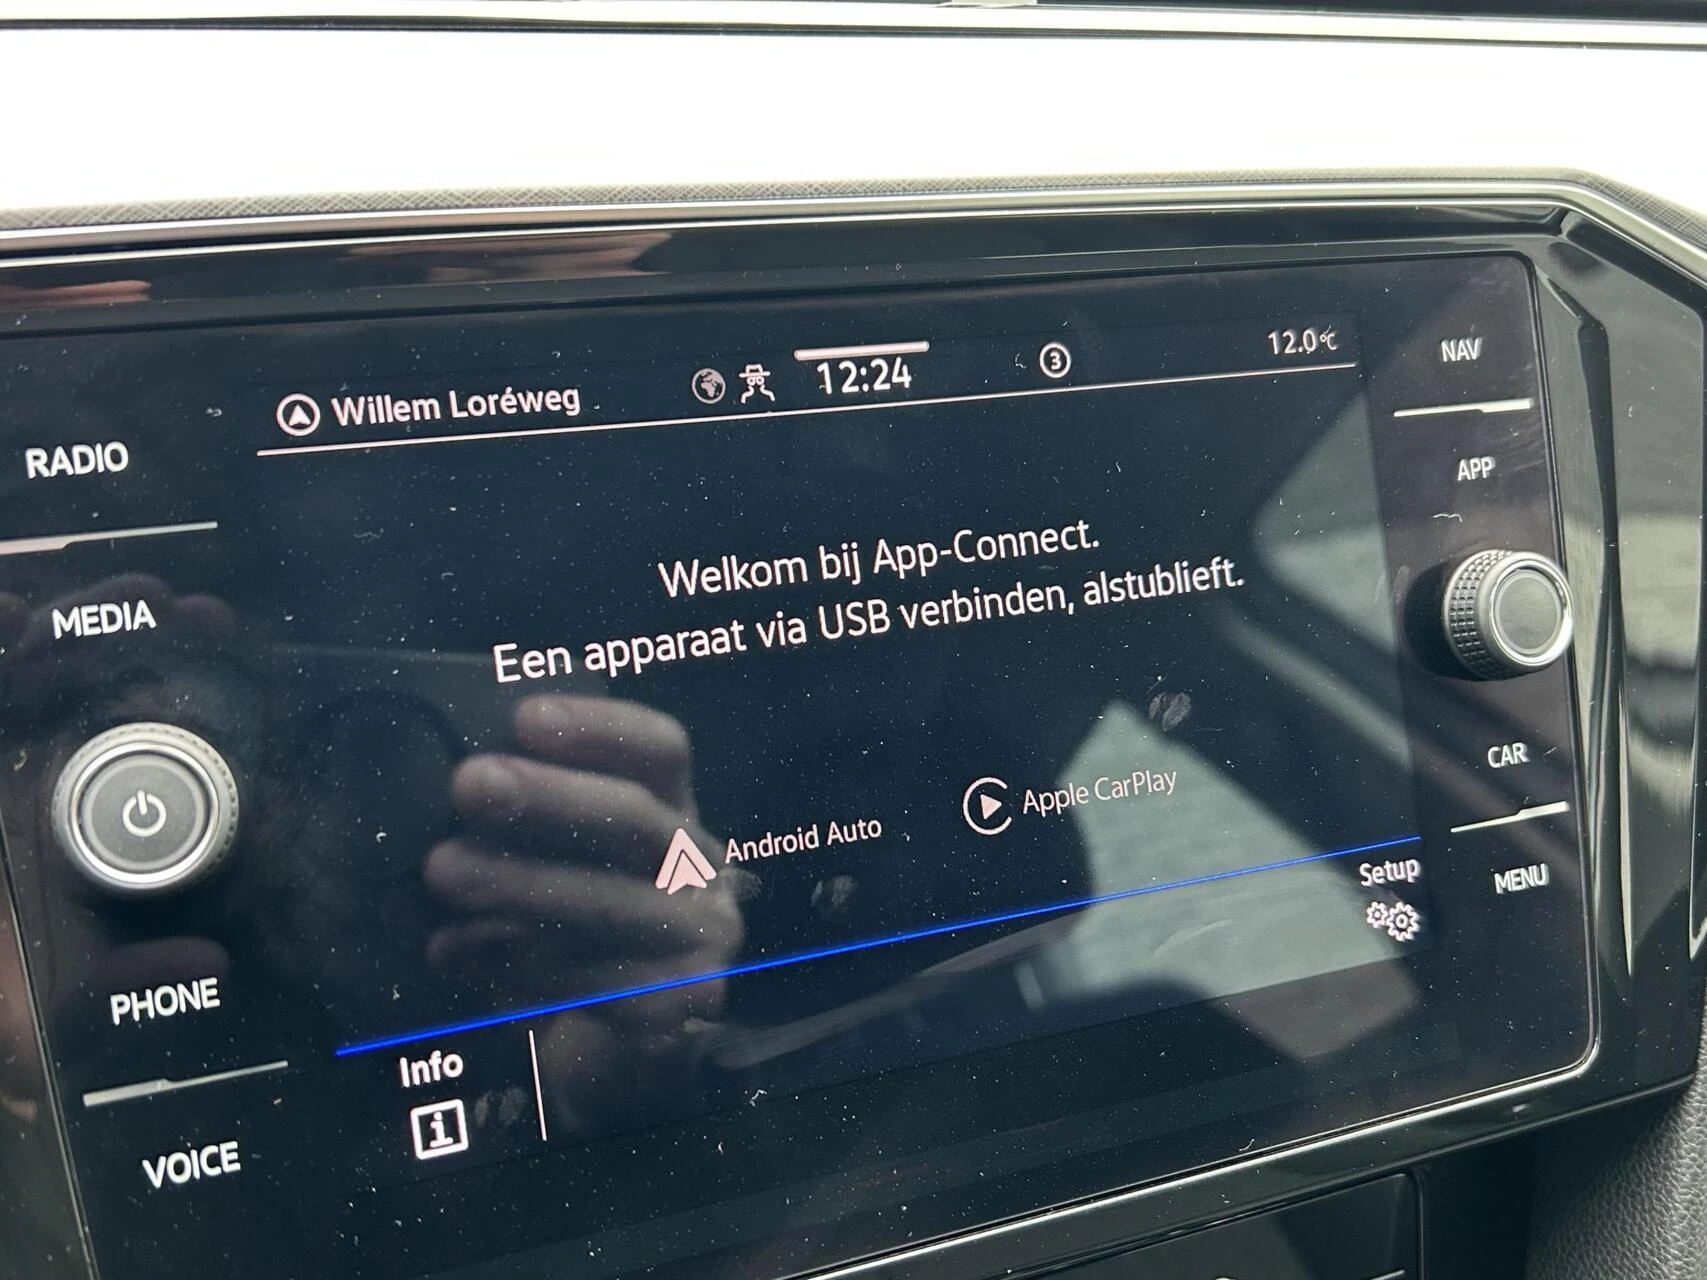 Willem Loréweg
12:24
3
12.0°C
NAV
RADIO
APP
Welkom bij App-Connect.
Een apparaat via USB verbinden, alstublieft.
MEDIA
Android Auto
Apple CarPlay
CAR
Setup
MENU
PHONE
Info
VOICE